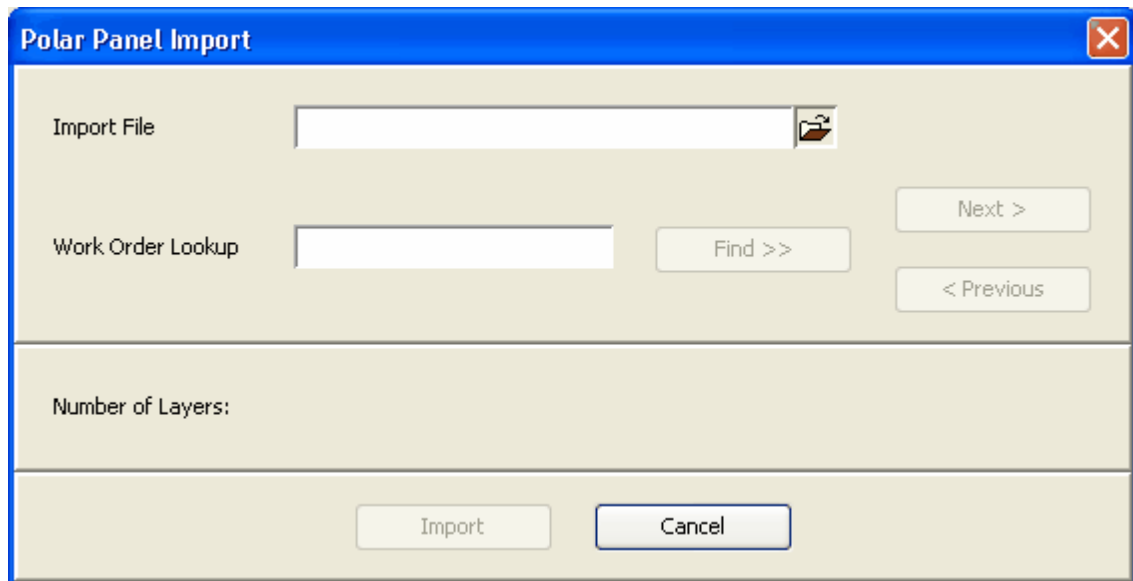 Polar Panel Import
Import File
Next >
Work Order Lookup
Find >>
< Previous
Number of Layers:
Import
Cancel